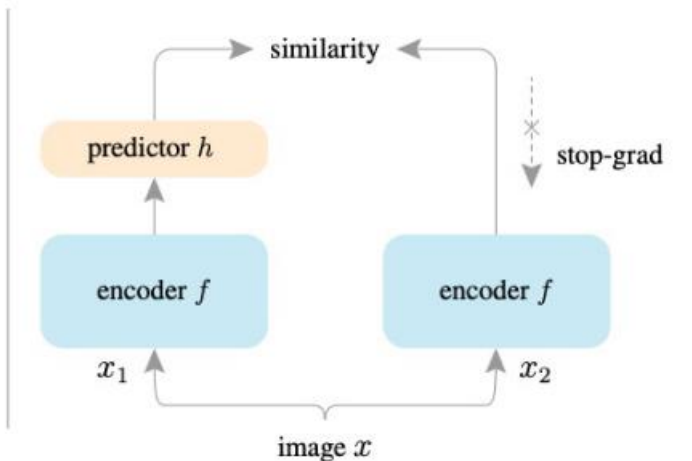 similarity
predictor h
stop-grad
encoder f
encoder f
x₁
x₂
image x